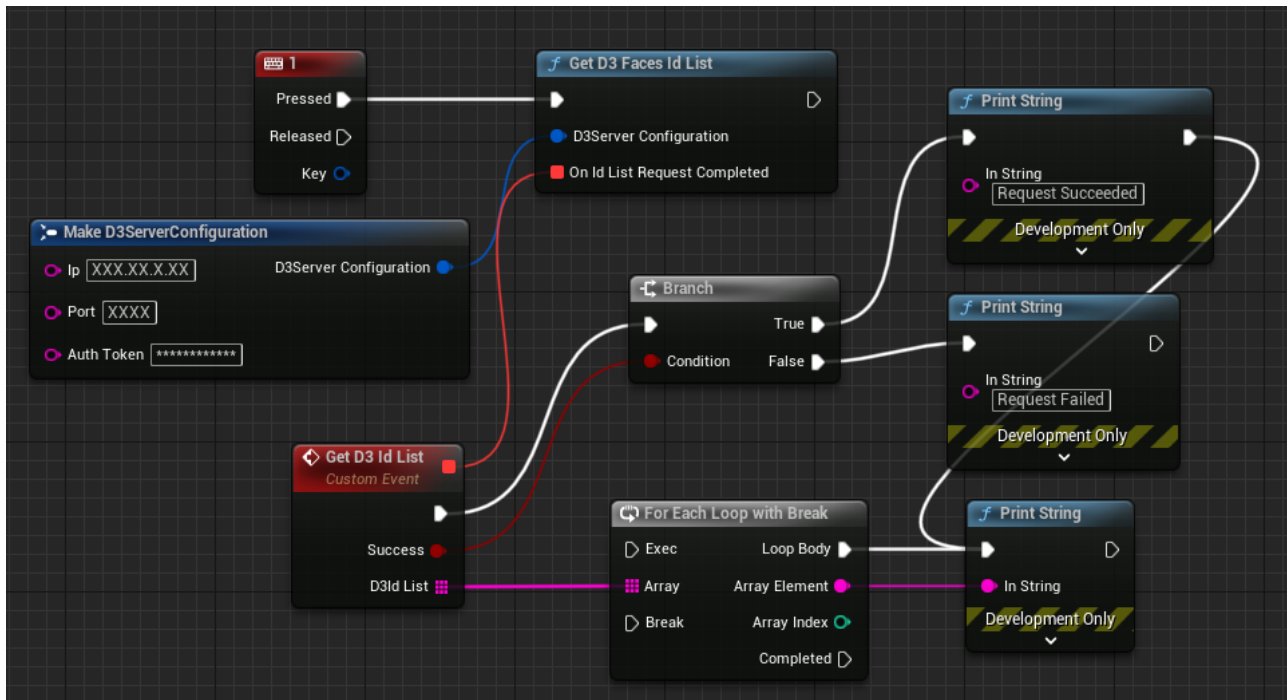 1
Pressed
Released
Key
Get D3 Faces Id List
D3Server Configuration
On Id List Request Completed
Print String
In String
Request Succeeded
Development Only
Make D3ServerConfiguration
Ip XXX.XX.X.XX D3Server Configuration
Port XXXX
Auth Token ************
Branch
True
Condition False
Print String
In String
Request Failed
Development Only
Get D3 Id List
Custom Event
Success
D3Id List
For Each Loop with Break
Exec Loop Body
Array Array Element
Break Array Index
Completed
Print String
In String
Development Only